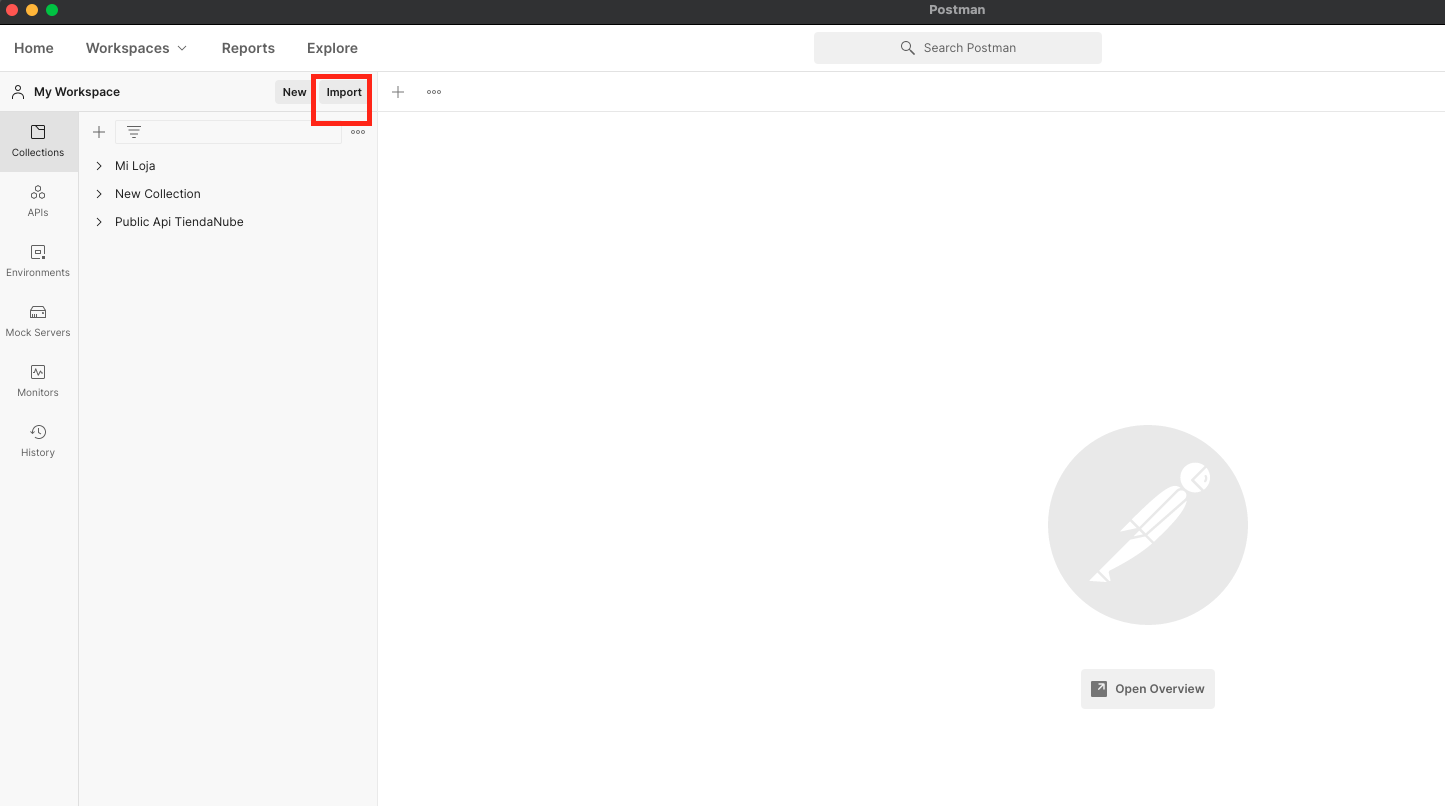 Postman
Home Workspaces Reports Explore Search Postman
My Workspace New Import
Collections
Mi Loja
New Collection
Public Api TiendaNube
APIs
Environments
Mock Servers
Monitors
History
Open Overview